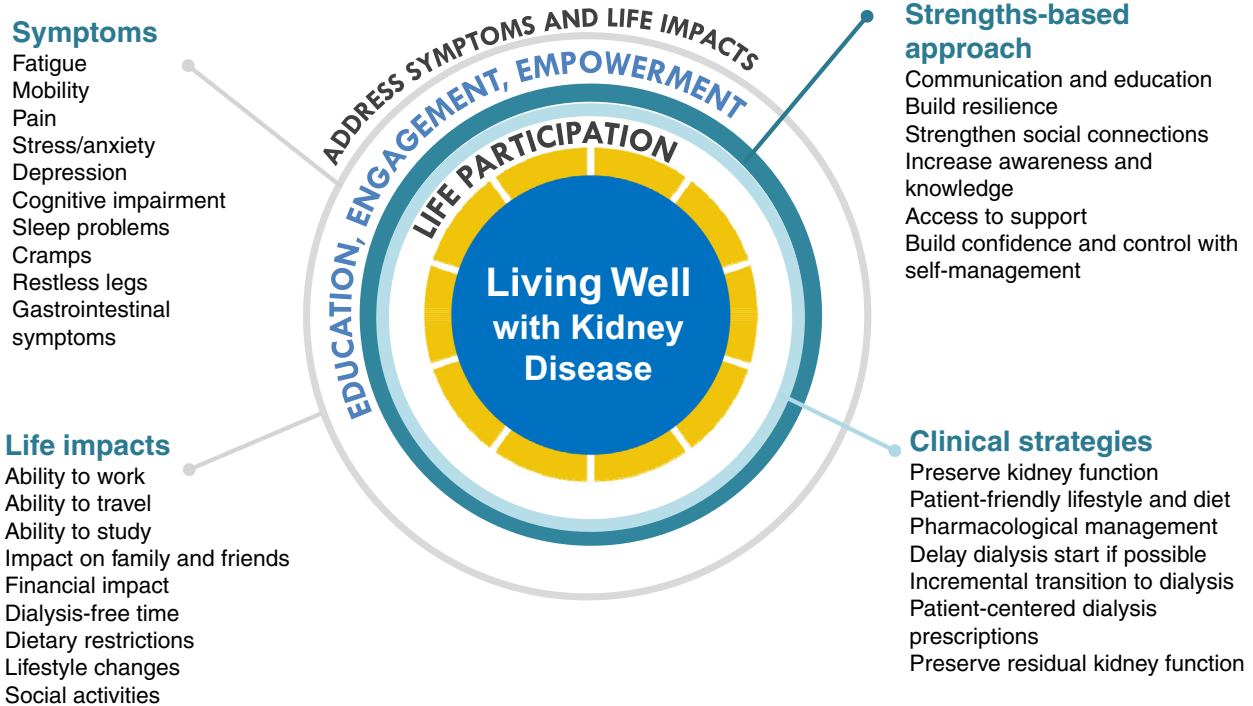 Symptoms
Fatigue
Mobility
Pain
Stress/anxiety
Depression
Cognitive impairment
Sleep problems
Cramps
Restless legs
Gastrointestinal
symptoms
Life impacts
Ability to work
Ability to travel
Ability to study
Impact on family and friends
Financial impact
Dialysis-free time
Dietary restrictions
Lifestyle changes
Social activities
ADDRESS SYMPTOMS AND LIFE IMPACTS
EDUCATION, ENGAGEMENT, EMPOWERMENT
LIFE PARTICIPATION
Living Well
with Kidney
Disease
Strengths-based
approach
Communication and education
Build resilience
Strengthen social connections
Increase awareness and
knowledge
Access to support
Build confidence and control with
self-management
Clinical strategies
Preserve kidney function
Patient-friendly lifestyle and diet
Pharmacological management
Delay dialysis start if possible
Incremental transition to dialysis
Patient-centered dialysis
prescriptions
Preserve residual kidney function